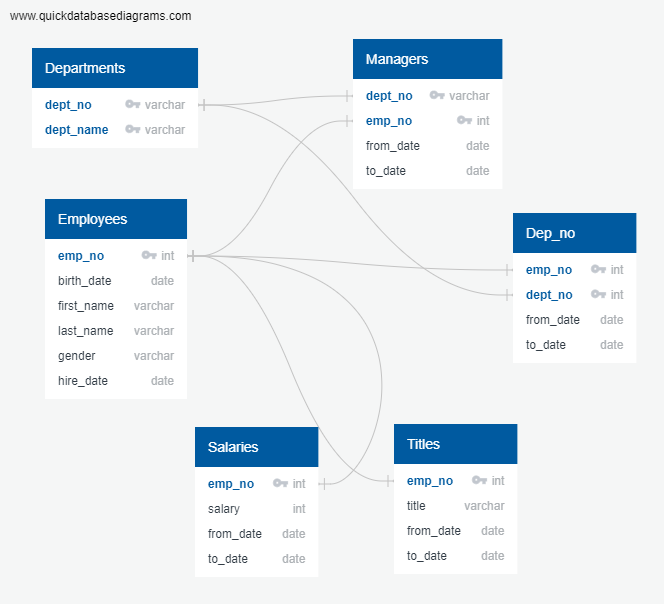 www.quickdatabasediagrams.com
Departments
dept_no varchar
dept_name varchar
Managers
dept_no varchar
emp_no int
from_date date
to_date date
Employees
emp_no int
birth_date date
first_name varchar
last_name varchar
gender varchar
hire_date date
Dep_no
emp_no int
dept_no int
from_date date
to_date date
Salaries
emp_no int
salary int
from_date date
to_date date
Titles
emp_no int
title varchar
from_date date
to_date date